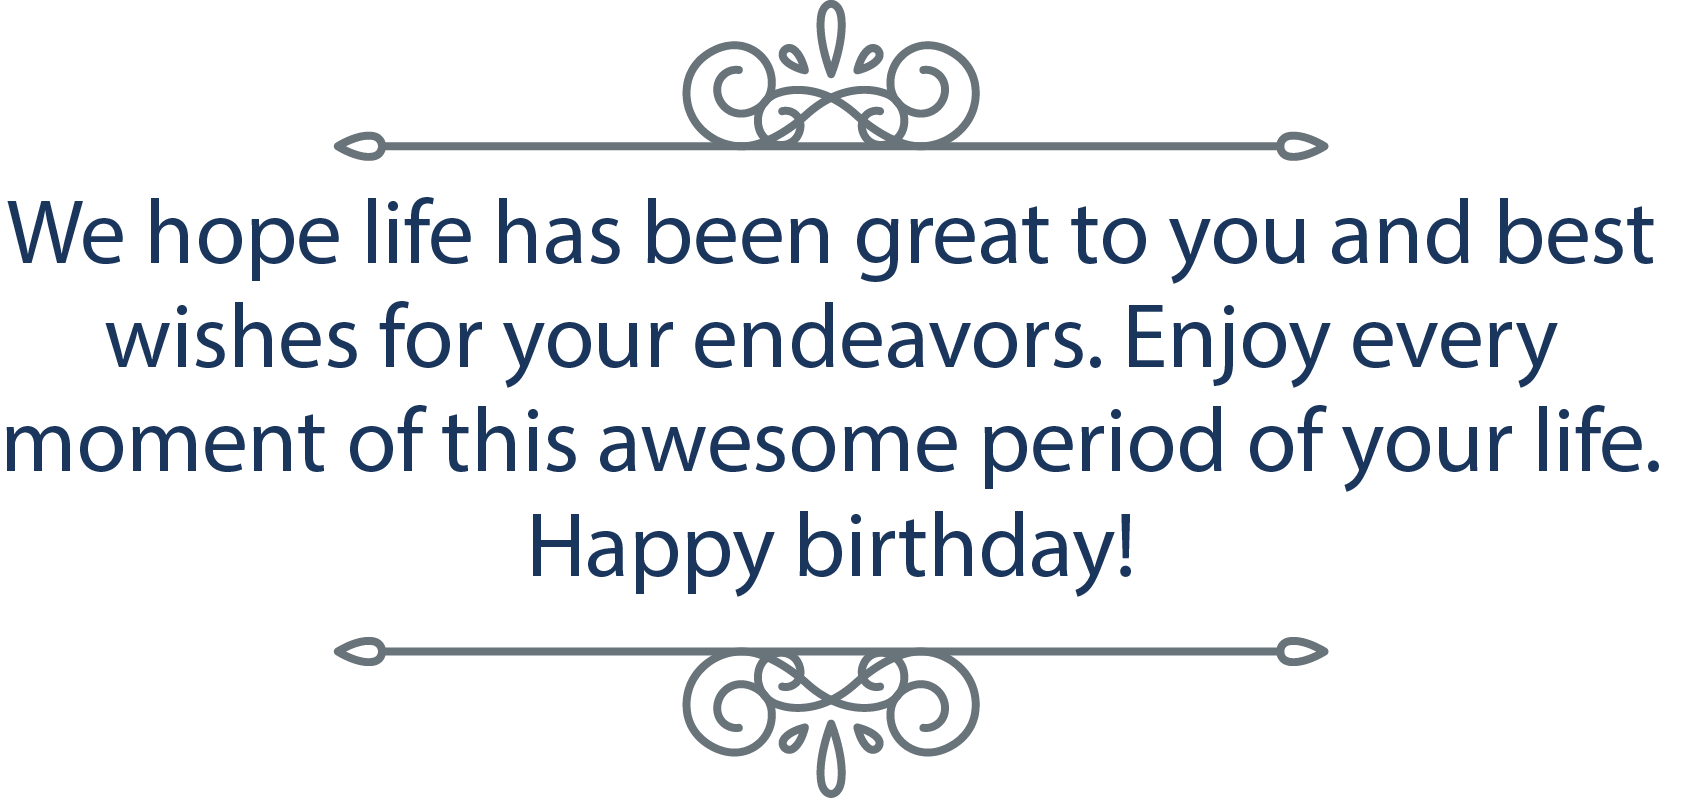 We hope life has been great to you and best
wishes for your endeavors. Enjoy every
moment of this awesome period of your life.
Happy birthday!